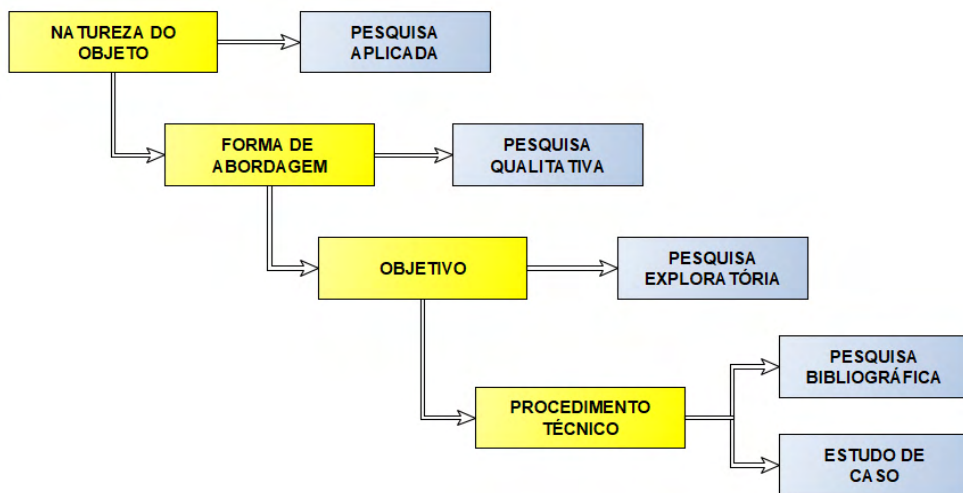 NATUREZA DO
OBJETO
PESQUISA
APLICADA
FORMA DE
ABORDAGEM
PESQUISA
QUALITATIVA
OBJETIVO
PESQUISA
EXPLORATÓRIA
PROCEDIMENTO
TÉCNICO
PESQUISA
BIBLIOGRÁFICA
ESTUDO DE
CASO